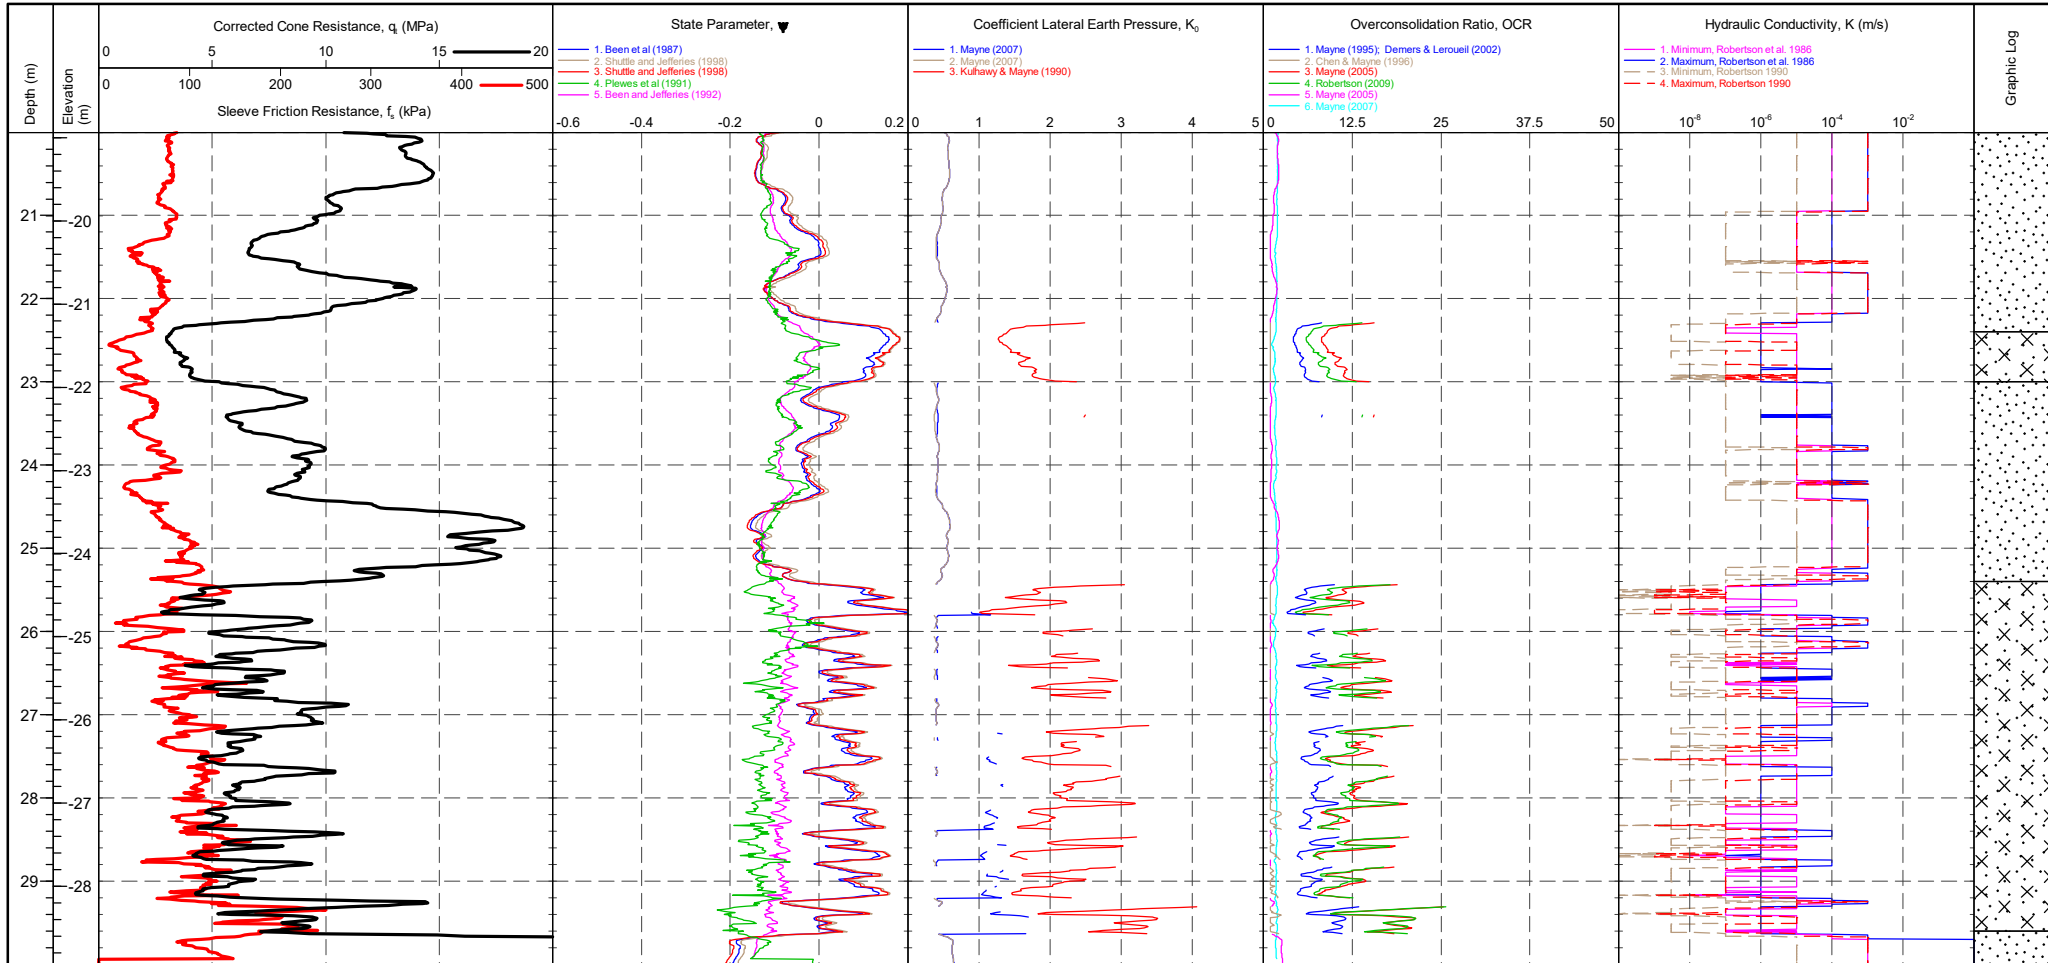 Depth (m)
Elevation
(m)
Corrected Cone Resistance, qt (MPa)
0 5 10 15 20
0 100 200 300 400 500
Sleeve Friction Resistance, fs (kPa)
State Parameter, Ψ
1. Been et al (1987)
2. Shuttle and Jefferies (1998)
3. Shuttle and Jefferies (1998)
4. Plewes et al (1991)
5. Been and Jefferies (1992)
-0.6 -0.4 -0.2 0 0.2
Coefficient Lateral Earth Pressure, K0
1. Mayne (2007)
2. Mayne (2007)
3. Kulhawy & Mayne (1990)
0 1 2 3 4 5
Overconsolidation Ratio, OCR
1. Mayne (1995); Demers & Leroueil (2002)
2. Chen & Mayne (1996)
3. Mayne (2005)
4. Robertson (2009)
5. Mayne (2005)
6. Mayne (2007)
0 12.5 25 37.5 50
Hydraulic Conductivity, K (m/s)
1. Minimum, Robertson et al. 1986
2. Maximum, Robertson et al. 1986
3. Minimum, Robertson 1990
4. Maximum, Robertson 1990
10-8 10-6 10-4 10-2
Graphic Log
21
-20
22
-21
23
-22
24
-23
25
-24
26
-25
27
-26
28
-27
29
-28